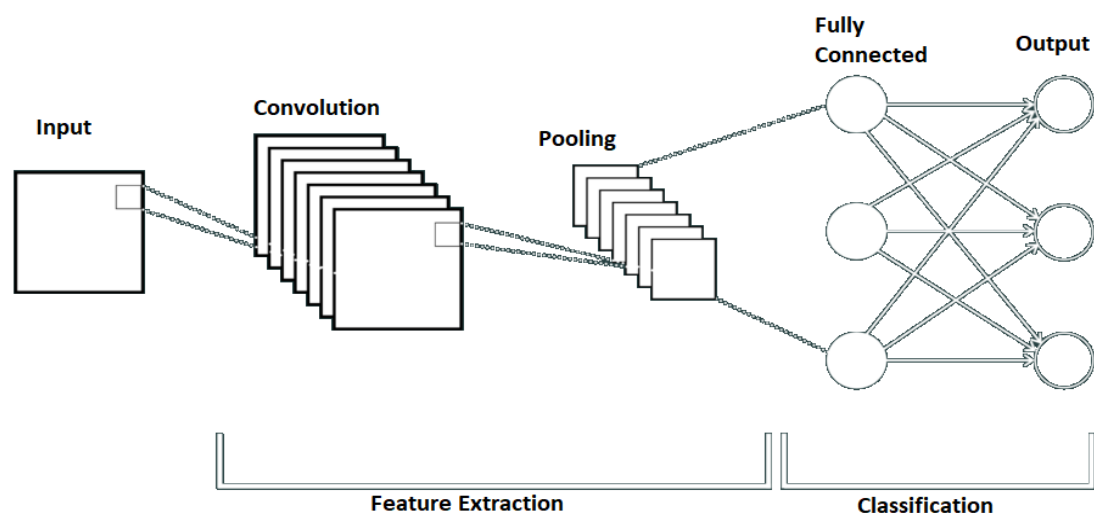 Input
Convolution
Pooling
Fully
Connected
Output
Feature Extraction
Classification